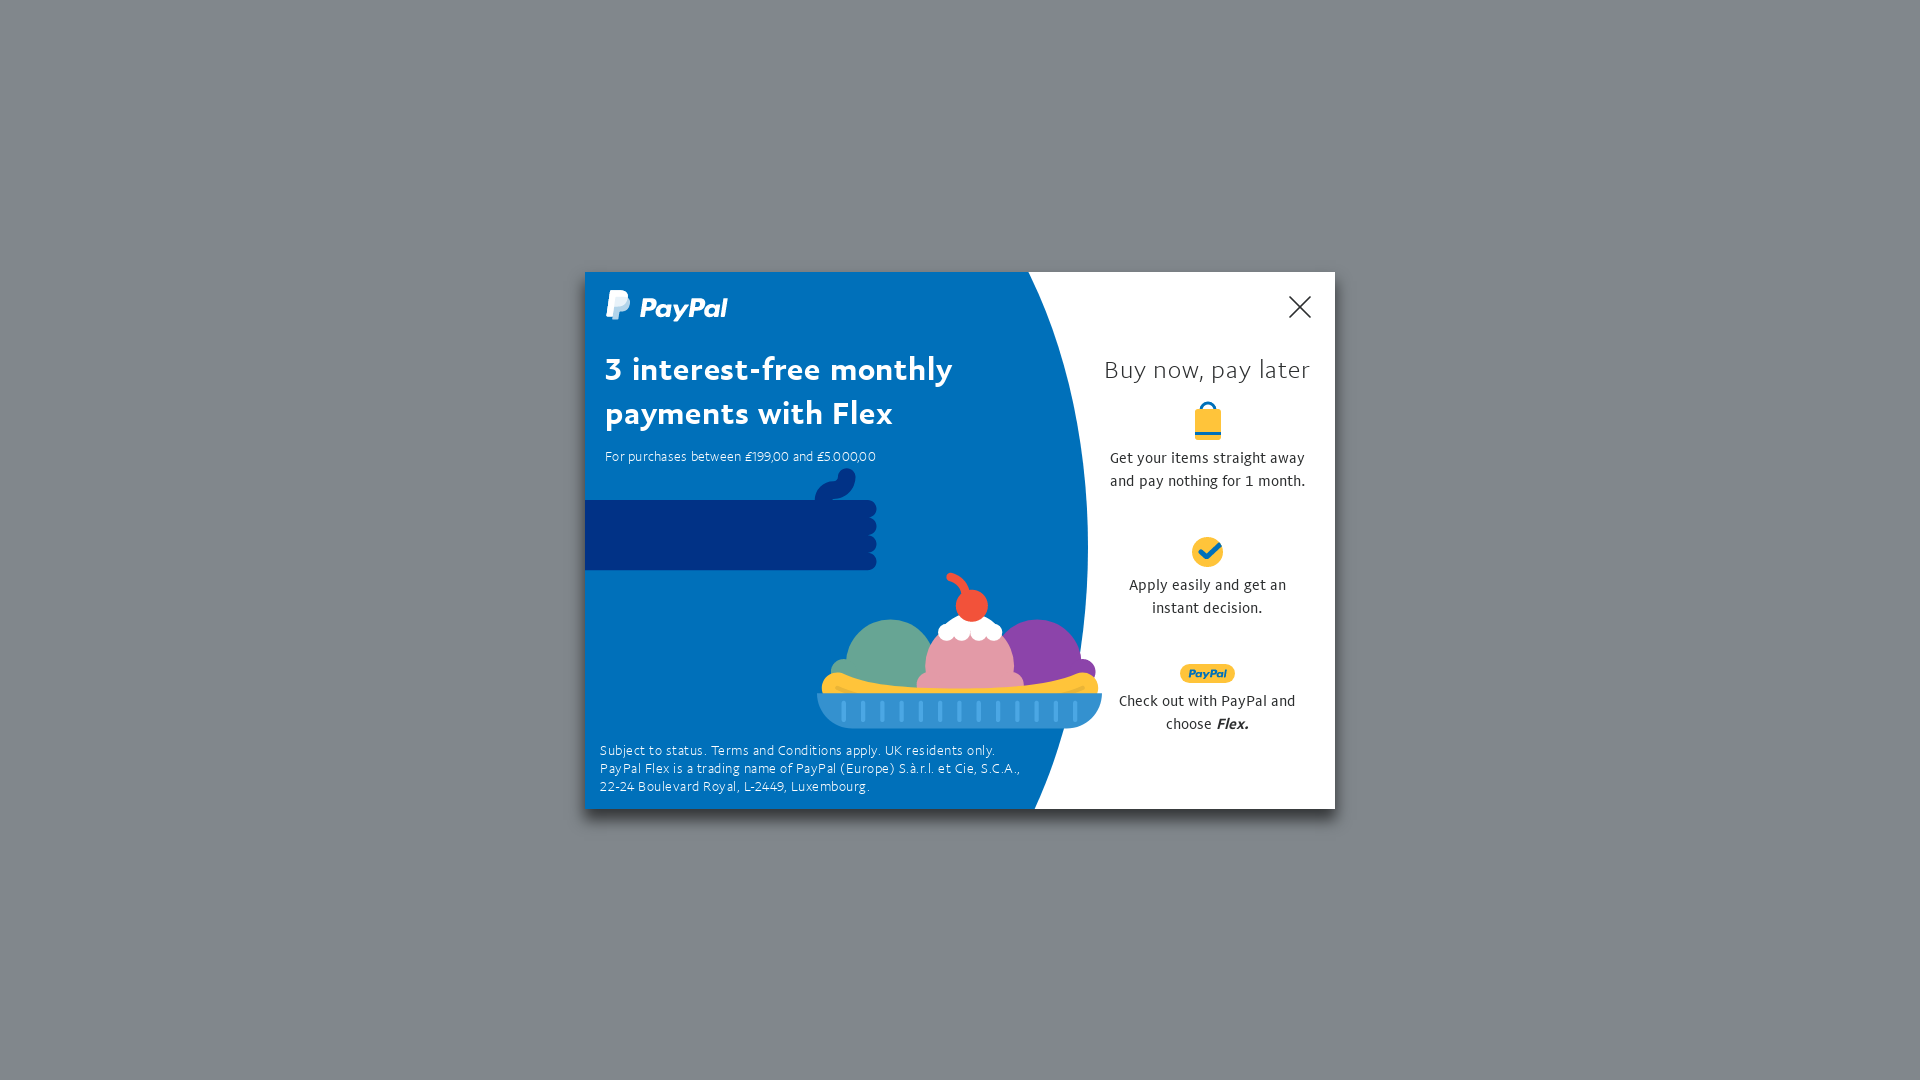 PayPal
3 interest-free monthly
payments with Flex
For purchases between £199,00 and £5.000,00
Subject to status. Terms and Conditions apply. UK residents only.
PayPal Flex is a trading name of PayPal (Europe) S.à.r.l. et Cie, S.C.A.,
22-24 Boulevard Royal, L-2449, Luxembourg.
Buy now, pay later
Get your items straight away
and pay nothing for 1 month.
Apply easily and get an
instant decision.
PayPal
Check out with PayPal and
choose Flex.